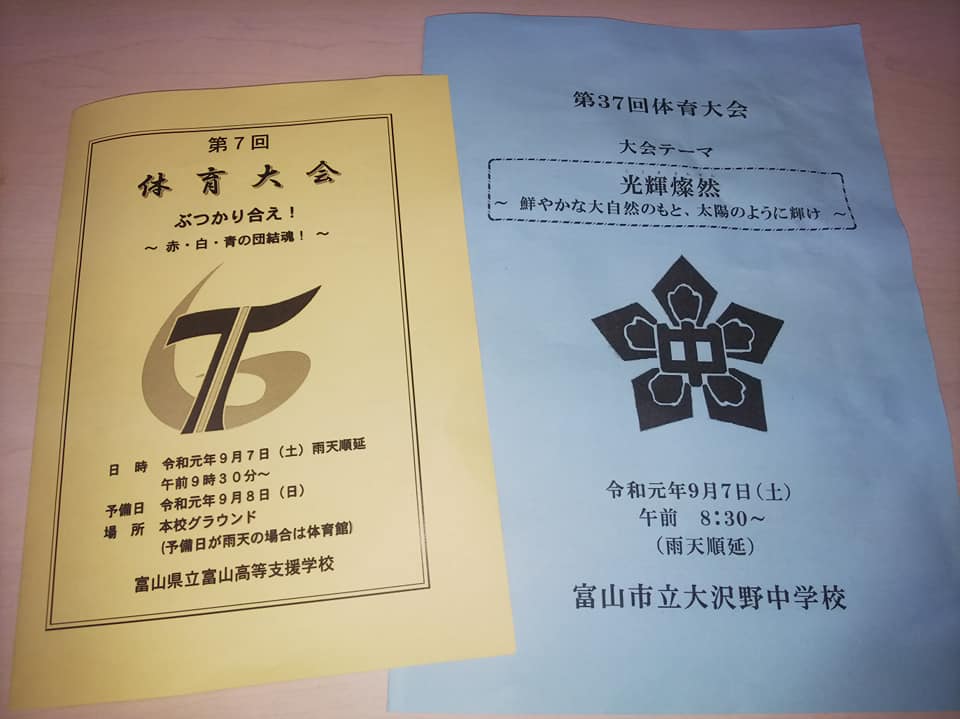 第７回
体育大会
ぶつかり合え！
～ 赤・白・青の団結魂！ ～
日　時　令和元年９月７日（土）雨天順延
午前９時３０分～
予備日　令和元年９月８日（日）
場　所　本校グラウンド
(予備日が雨天の場合は体育館)
富山県立富山高等支援学校
第37回体育大会
大会テーマ
光輝燦然
～ 鮮やかな大自然のもと、太陽のように輝け ～
中
令和元年9月7日(土)
午前　8:30～
(雨天順延)
富山市立大沢野中学校